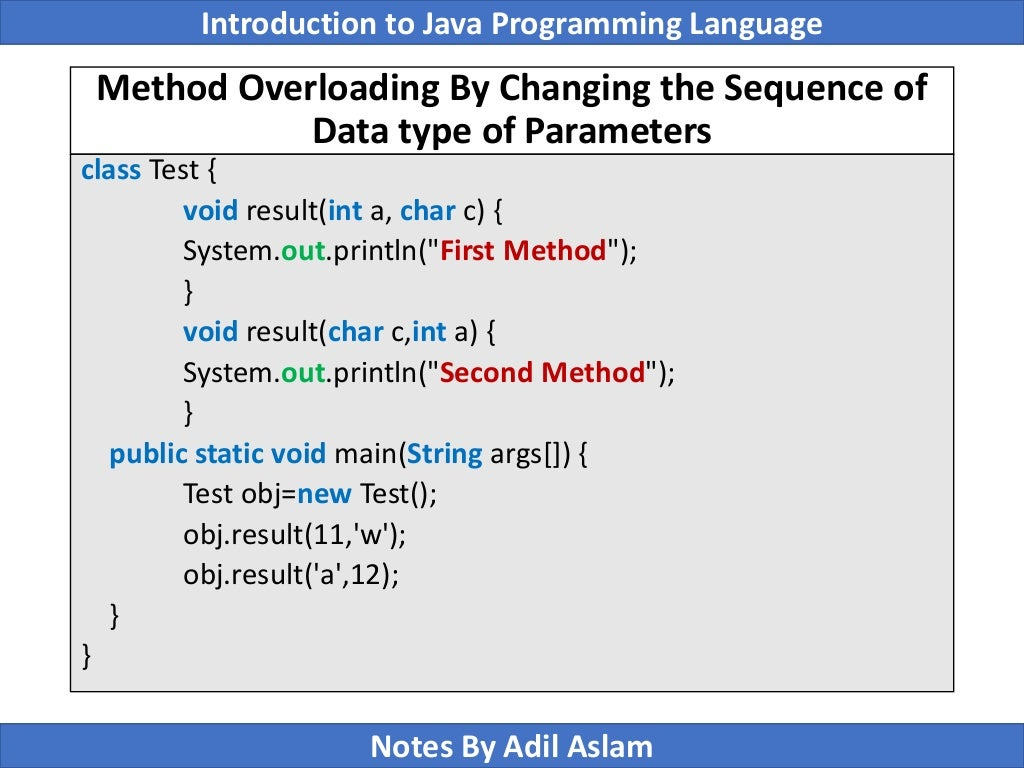 Introduction to Java Programming Language
Method Overloading By Changing the Sequence of
Data type of Parameters
class Test {
void result(int a, char c) {
System.out.println("First Method");
}
void result(char c,int a) {
System.out.println("Second Method");
}
public static void main(String args[]) {
Test obj=new Test();
obj.result(11,'w');
obj.result('a',12);
}
}
Notes By Adil Aslam